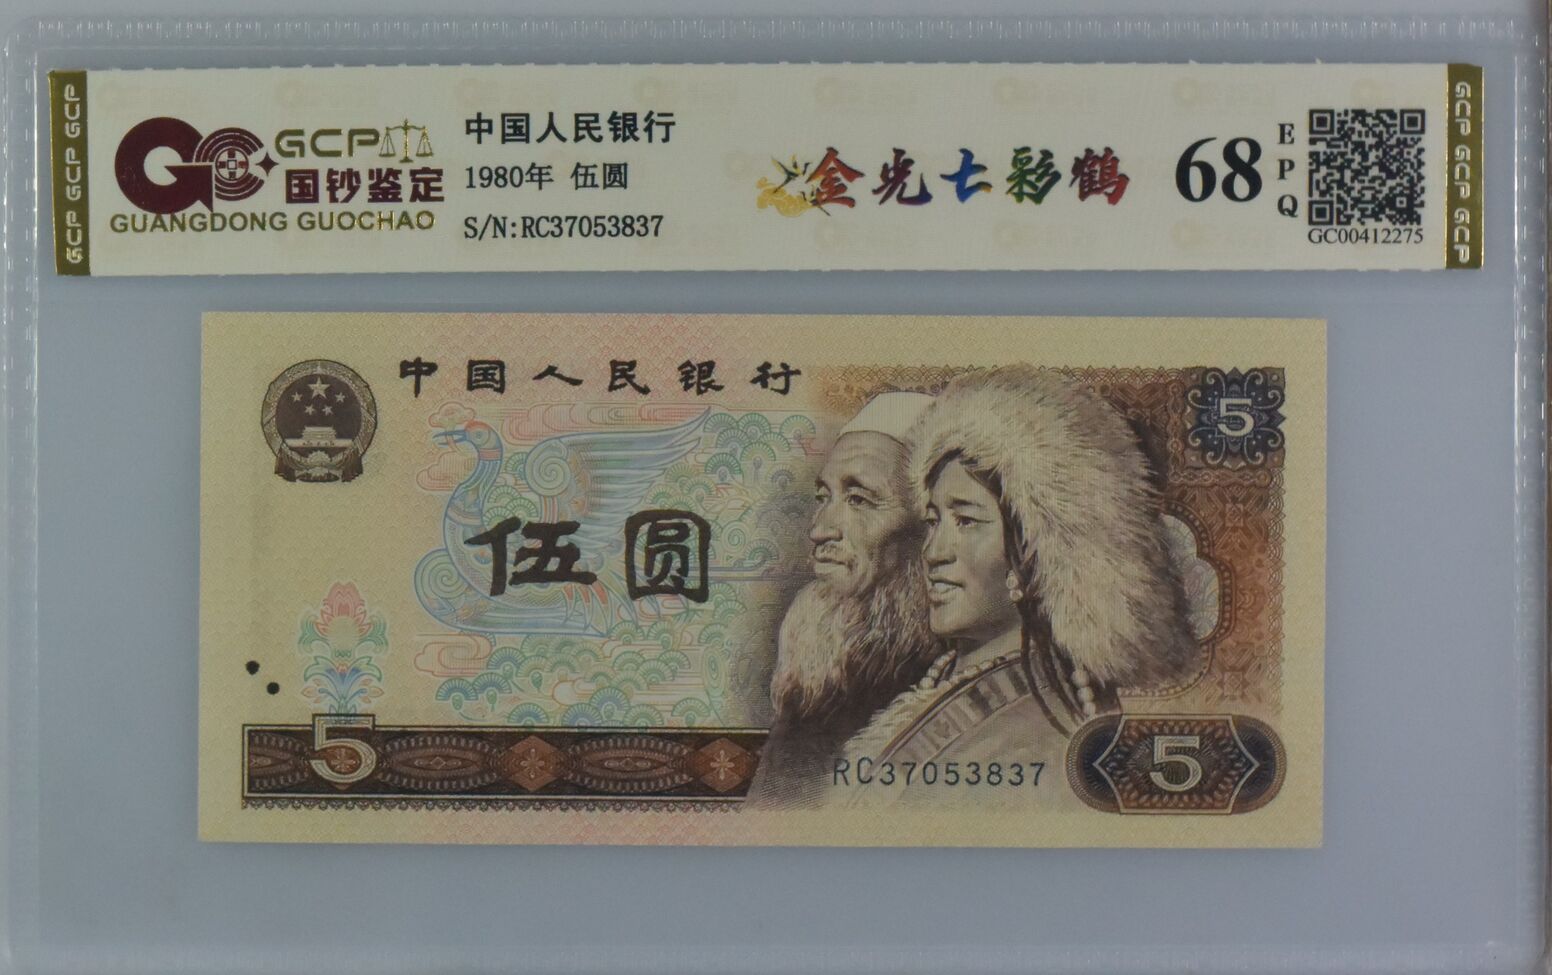 GCP GCP GCP
GCP
国钞鉴定
GUANGDONG GUOCHAO
中国人民银行
1980年 伍圆
S/N:RC37053837
金光七彩鹤
68
EPQ
GC00412275
GCP GCP GCP
中国人民银行
5
伍圆
5
RC37053837
5